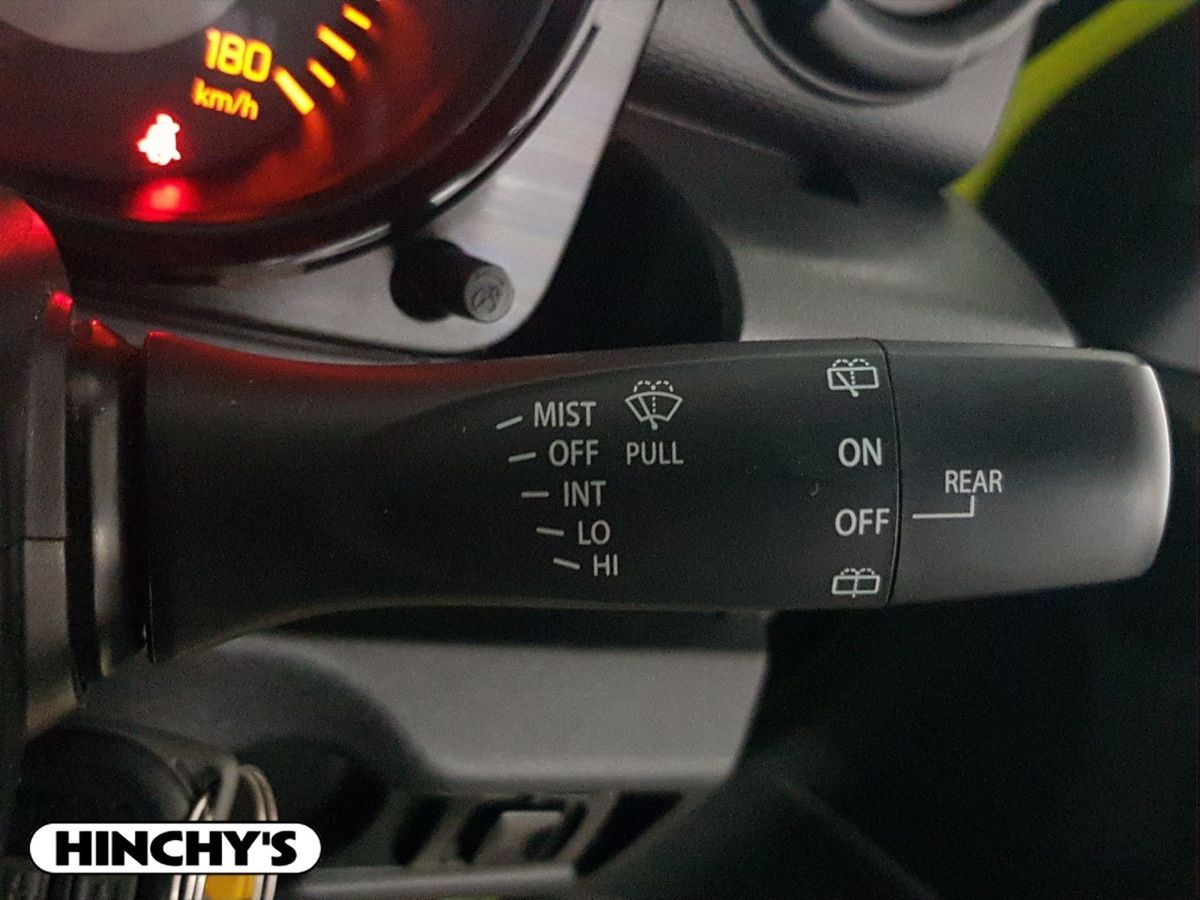 180
km/h
MIST
OFF PULL
INT
LO
HI
ON
OFF
REAR
HINCHY'S